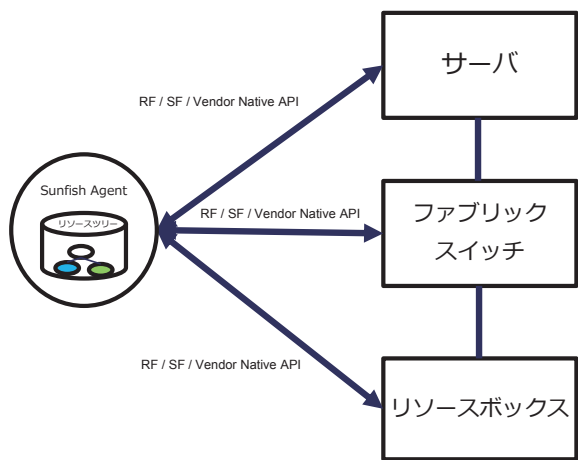 サーバ
RF / SF / Vendor Native API
Sunfish Agent
リソースツリー
RF / SF / Vendor Native API
ファブリック
スイッチ
RF / SF / Vendor Native API
リソースボックス